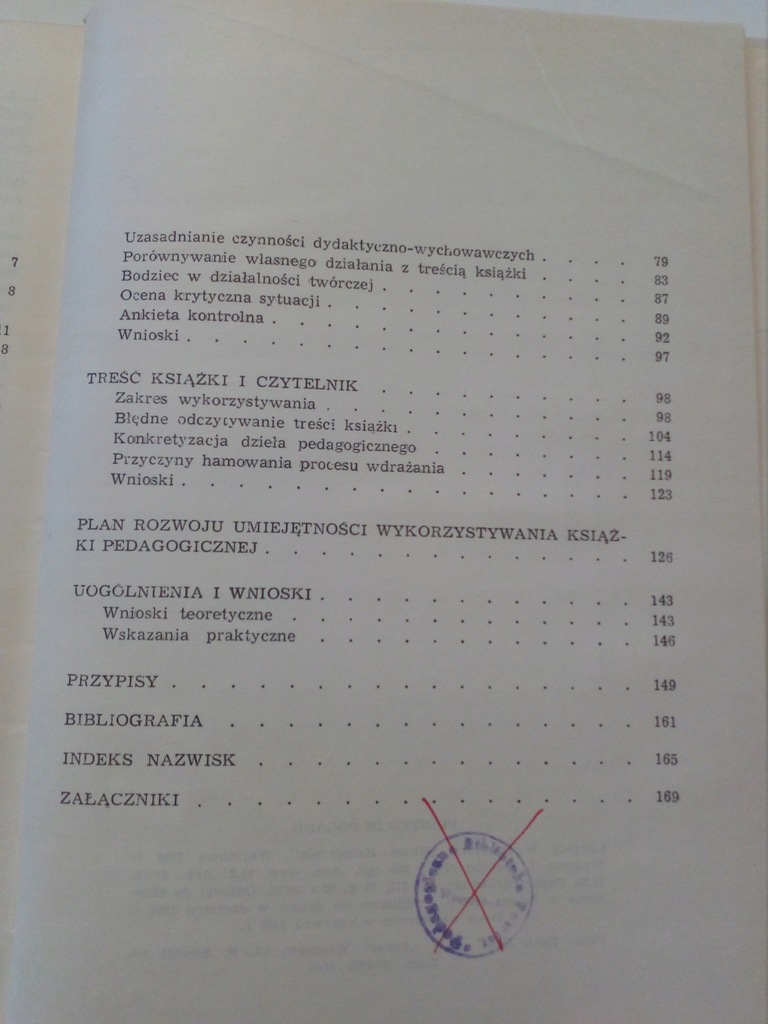 Uzasadnianie czynności dydaktyczno-wychowawczych . . . . 79
Porównywanie własnego działania z treścią książki . . . . 83
Bodziec w działalności twórczej . . . . . . . . . . 87
Ocena krytyczna sytuacji . . . . . . . . . . . . 89
Ankieta kontrolna . . . . . . . . . . . . . . 92
Wnioski . . . . . . . . . . . . . . . . . 97
TREŚĆ KSIĄŻKI I CZYTELNIK . . . . . . . . . . 98
Zakres wykorzystywania . . . . . . . . . . . . 98
Błędne odczytywanie treści książki . . . . . . . . . 104
Konkretyzacja dzieła pedagogicznego . . . . . . . . 114
Przyczyny hamowania procesu wdrażania . . . . . . . 119
Wnioski . . . . . . . . . . . . . . . . . 123
PLAN ROZWOJU UMIEJĘTNOŚCI WYKORZYSTYWANIA KSIĄŻ-
KI PEDAGOGICZNEJ . . . . . . . . . . . . . . 126
UOGÓLNIENIA I WNIOSKI . . . . . . . . . . . . 143
Wnioski teoretyczne . . . . . . . . . . . . . 143
Wskazania praktyczne . . . . . . . . . . . . 146
PRZYPISY . . . . . . . . . . . . . . . . . 149
BIBLIOGRAFIA . . . . . . . . . . . . . . . 161
INDEKS NAZWISK . . . . . . . . . . . . . . 165
ZAŁĄCZNIKI . . . . . . . . . . . . . . . . 169
7
8
11
8